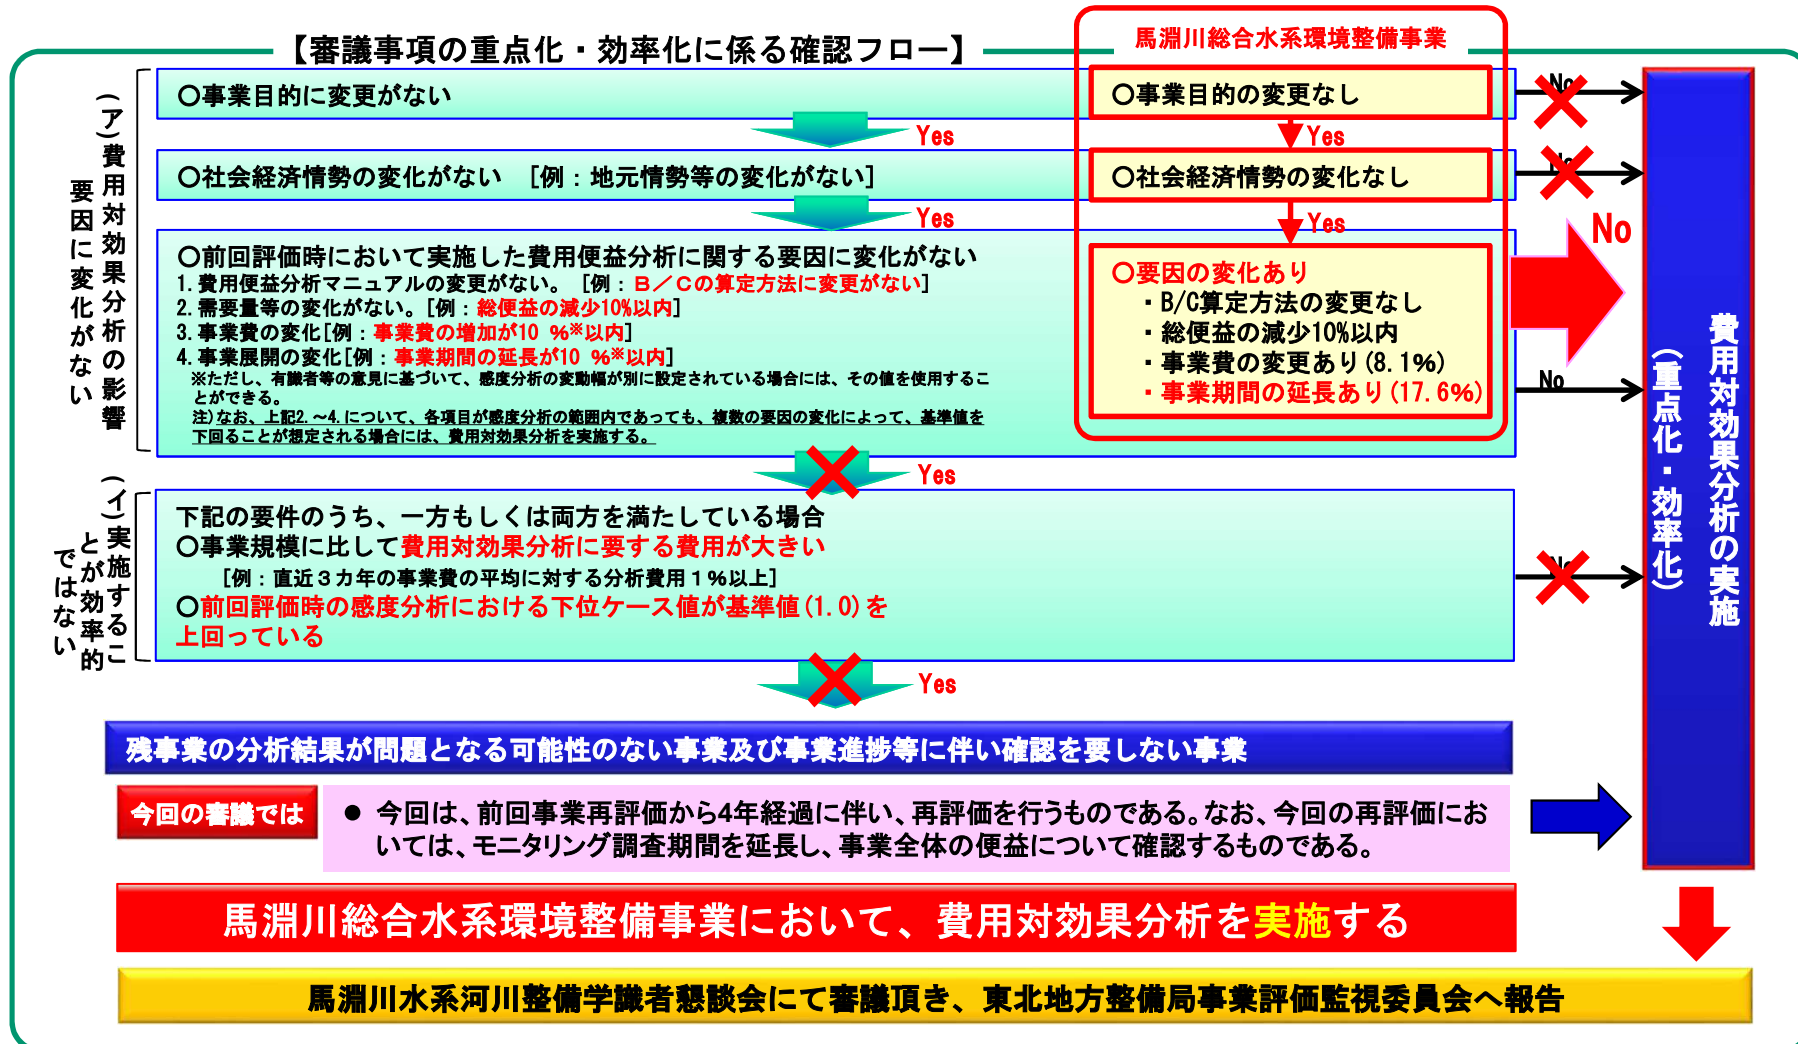 【審議事項の重点化・効率化に係る確認フロー】
馬淵川総合水系環境整備事業
(ア)費用対効果分析の影響
要因に変化がない
〇事業目的に変更がない
〇事業目的の変更なし
No
Yes
Yes
〇社会経済情勢の変化がない　[例：地元情勢等の変化がない]
〇社会経済情勢の変化なし
No
Yes
Yes
No
〇前回評価時において実施した費用便益分析に関する要因に変化がない
1.費用便益分析マニュアルの変更がない。 [例：B／Cの算定方法に変更がない]
2.需要量等の変化がない。[例：総便益の減少10%以内]
3.事業費の変化[例：事業費の増加が10 %※以内]
4.事業展開の変化[例：事業期間の延長が10 %※以内]
※ただし、有識者等の意見に基づいて、感度分析の変動幅が別に設定されている場合には、その値を使用するこ
とができる。
注)なお、上記2.～4.について、各項目が感度分析の範囲内であっても、複数の要因の変化によって、基準値を
下回ることが想定される場合には、費用対効果分析を実施する。
〇要因の変化あり
・B/C算定方法の変更なし
・総便益の減少10%以内
・事業費の変更あり(8.1%)
・事業期間の延長あり(17.6%)
No
Yes
(イ)実施するこ
とが効率的
ではない
下記の要件のうち、一方もしくは両方を満たしている場合
〇事業規模に比して費用対効果分析に要する費用が大きい
[例：直近３カ年の事業費の平均に対する分析費用１%以上]
〇前回評価時の感度分析における下位ケース値が基準値(1.0)を
上回っている
No
Yes
費用対効果分析の実施
(重点化・効率化)
残事業の分析結果が問題となる可能性のない事業及び事業進捗等に伴い確認を要しない事業
今回の審議では
● 今回は、前回事業再評価から4年経過に伴い、再評価を行うものである。なお、今回の再評価にお
いては、モニタリング調査期間を延長し、事業全体の便益について確認するものである。
馬淵川総合水系環境整備事業において、費用対効果分析を実施する
馬淵川水系河川整備学識者懇談会にて審議頂き、東北地方整備局事業評価監視委員会へ報告